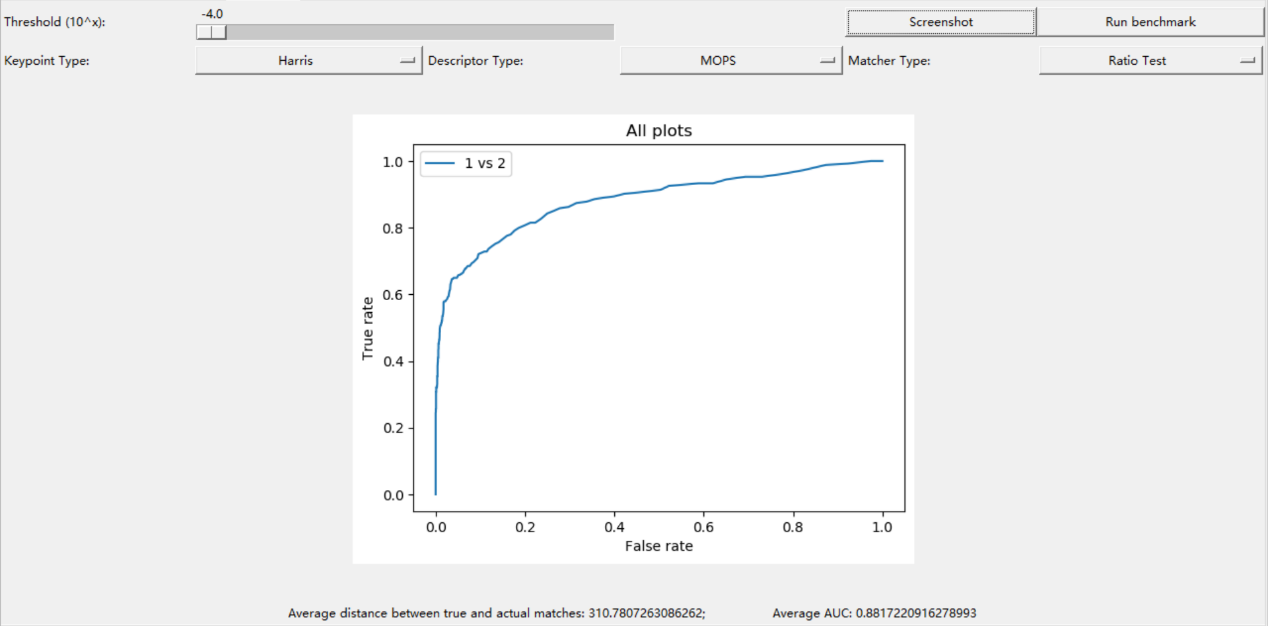 -4.0
Threshold (10^x):
Screenshot
Run benchmark
Keypoint Type:
Harris
Descriptor Type:
MOPS
Matcher Type:
Ratio Test
All plots
1 vs 2
1.0
0.8
0.6
0.4
0.2
0.0
True rate
0.0 0.2 0.4 0.6 0.8 1.0
False rate
Average distance between true and actual matches: 310.7807263086262;
Average AUC: 0.8817220916278993